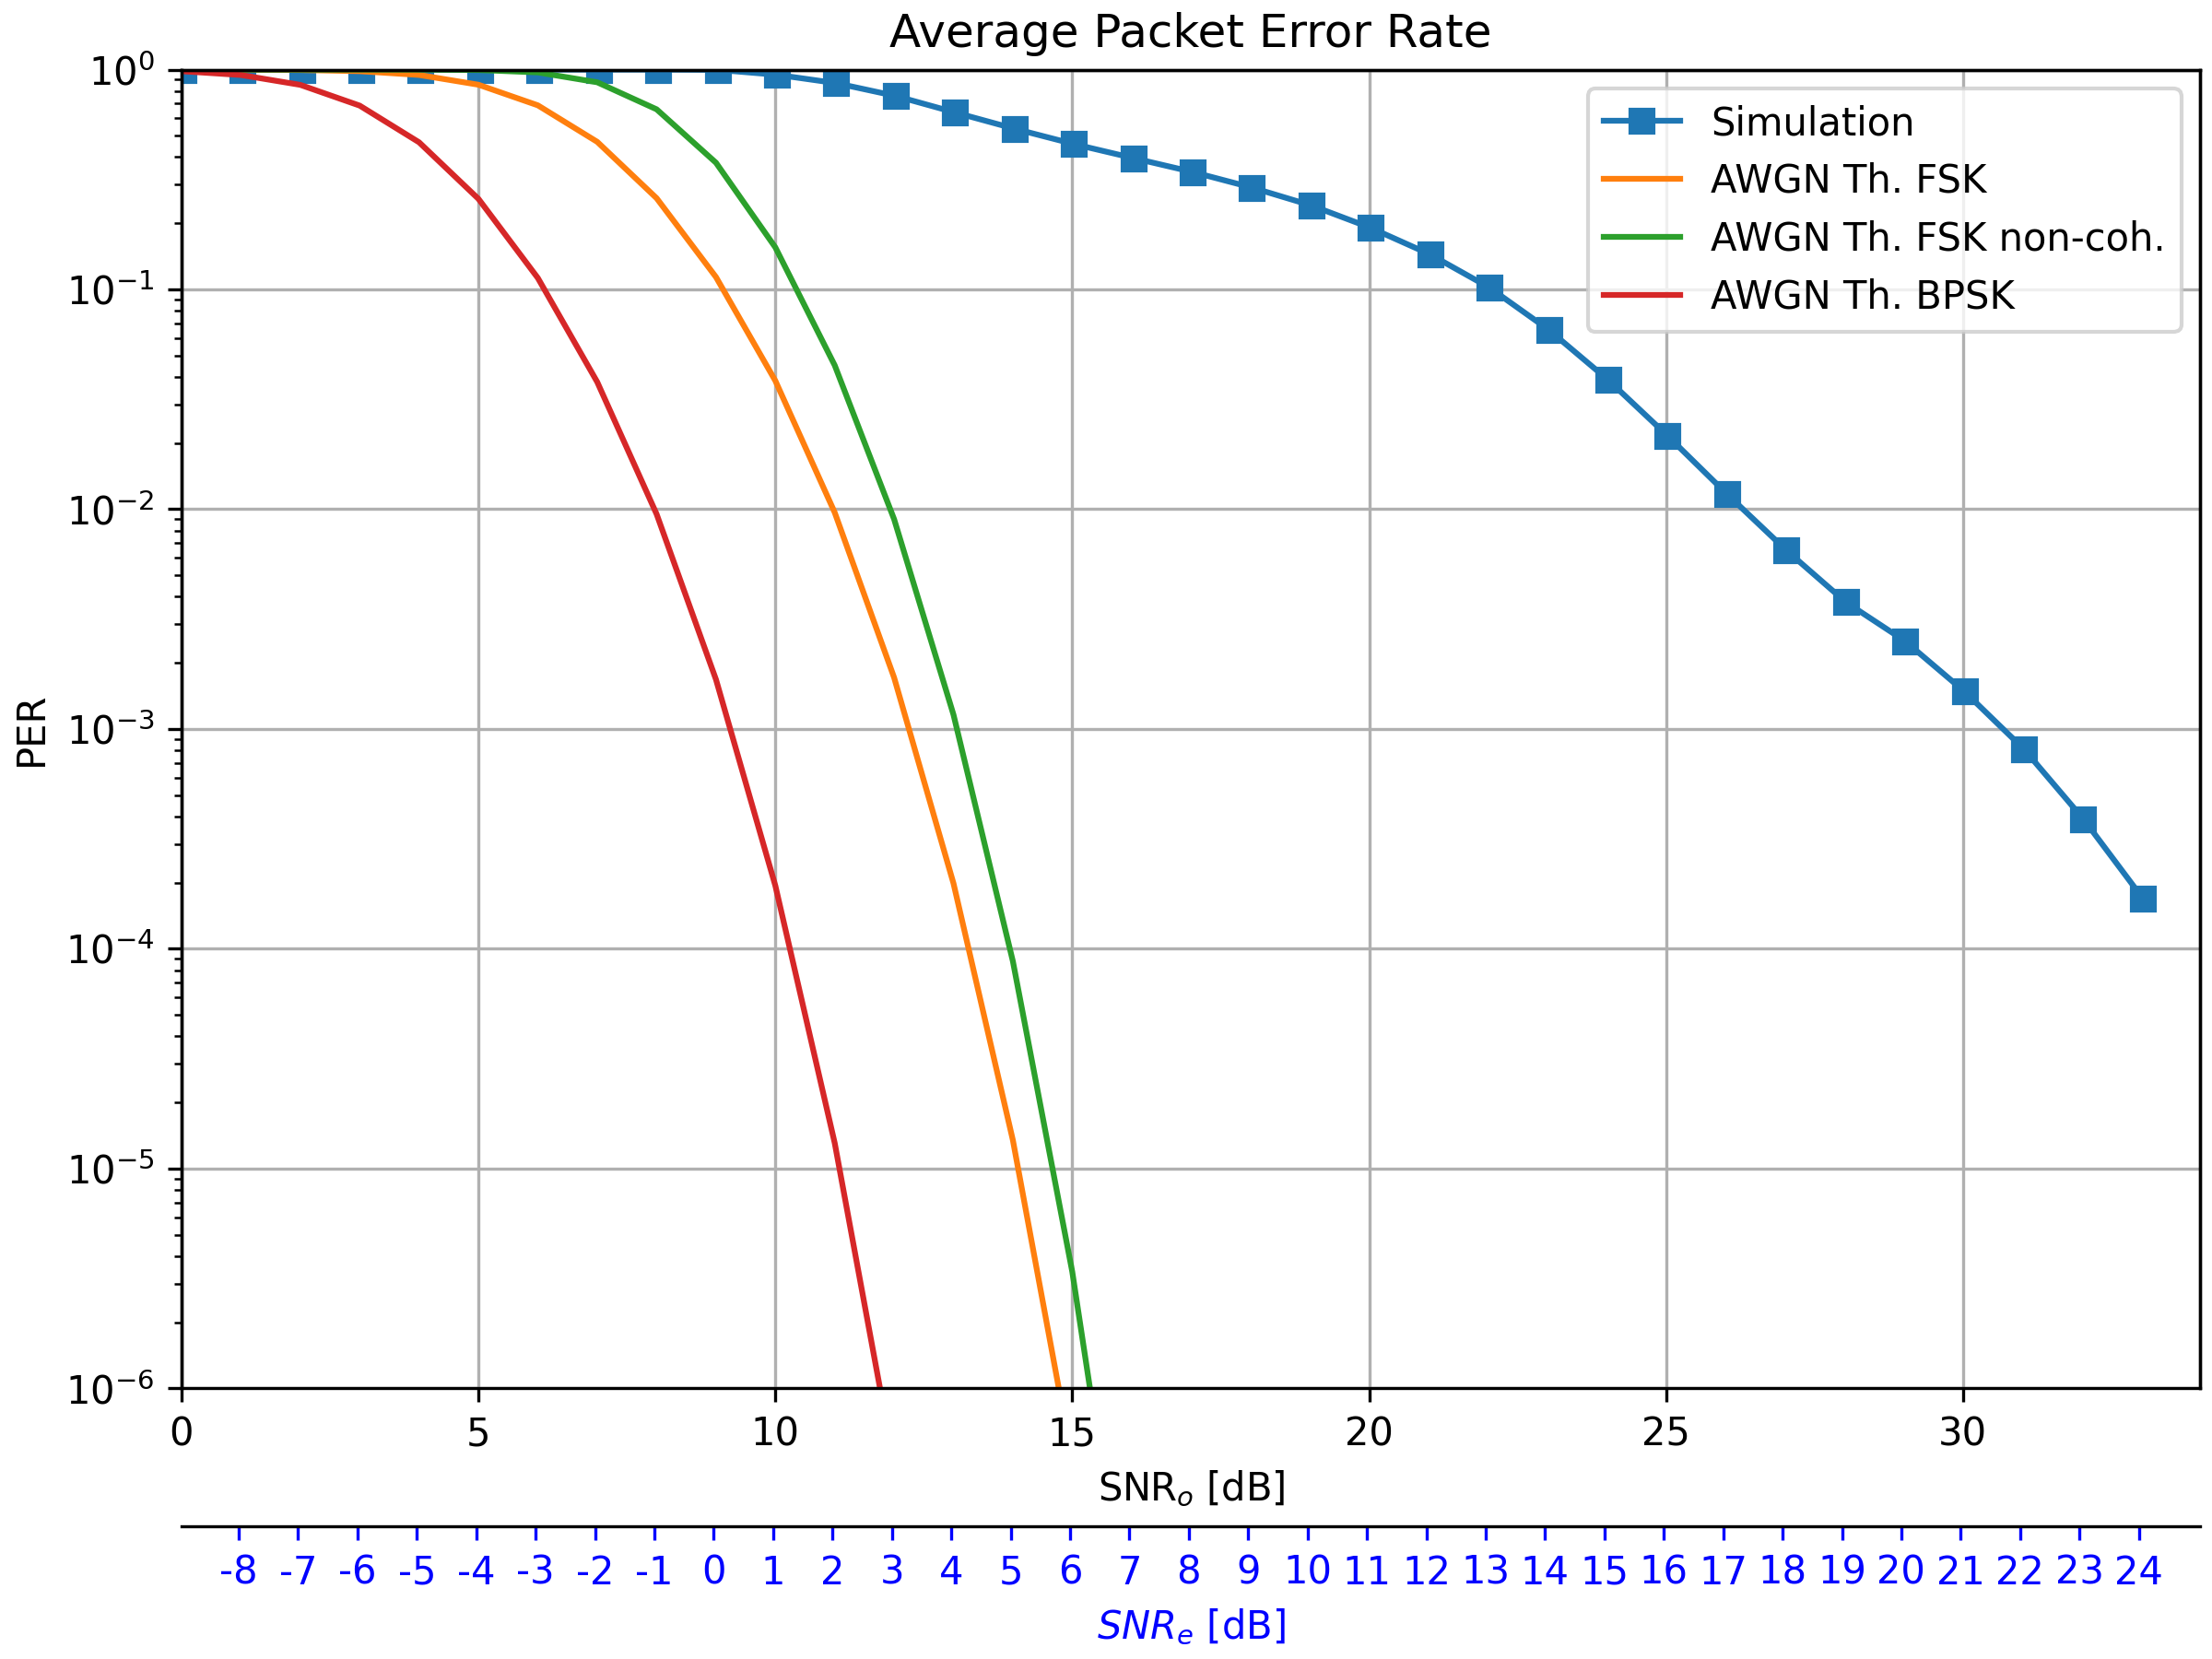 Average Packet Error Rate
10⁰
10⁻¹
10⁻²
10⁻³
10⁻⁴
10⁻⁵
10⁻⁶
PER
Simulation
AWGN Th. FSK
AWGN Th. FSK non-coh.
AWGN Th. BPSK
0 5 10 15 20 25 30
SNRₒ [dB]
-8 -7 -6 -5 -4 -3 -2 -1 0 1 2 3 4 5 6 7 8 9 10 11 12 13 14 15 16 17 18 19 20 21 22 23 24
SNRₑ [dB]